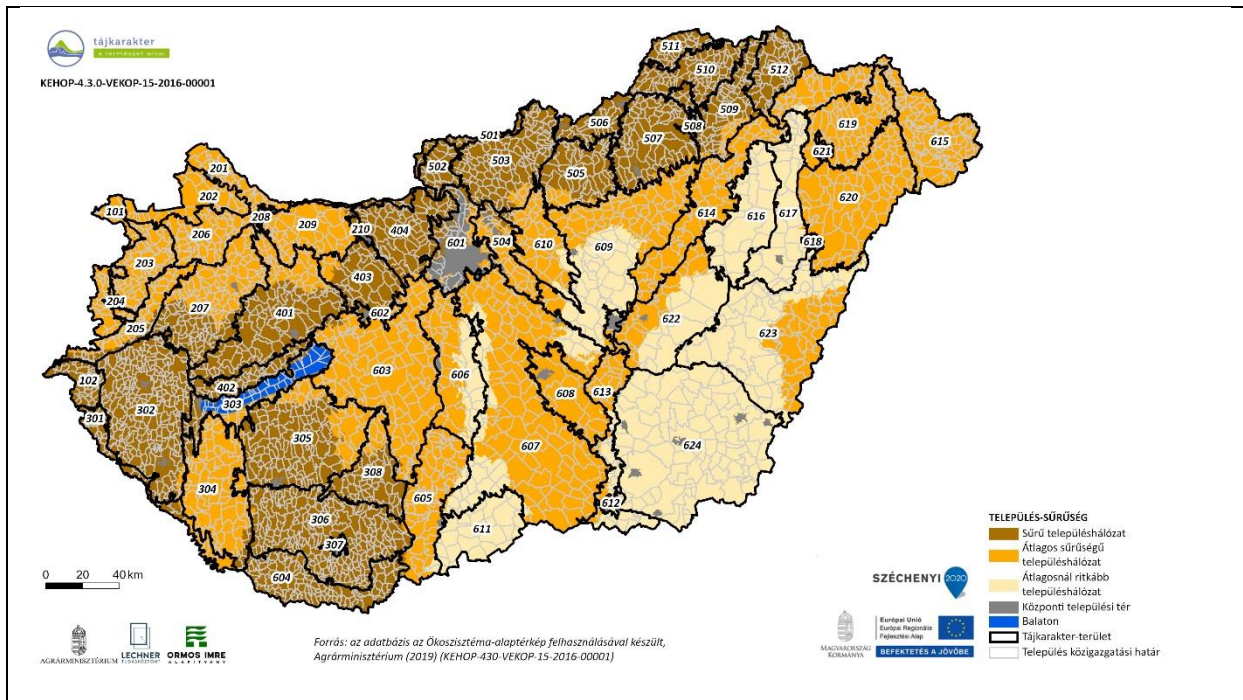 tájkarakter
a természet arcai
KEHOP-4.3.0-VEKOP-15-2016-00001
511
510
512
506
509
501
508
619
507
502
503
615
201
621
505
202
620
101
208
209
210
404
504
614
616
617
206
601
610
609
618
203
403
204
207
401
602
622
623
205
603
606
102
402
608
613
303
301
302
305
607
624
308
304
605
306
612
611
307
604
0 20 40 km
TELEPÜLÉS-SŰRŰSÉG
Sűrű településhálózat
Átlagos sűrűségű
településhálózat
Átlagosnál ritkább
településhálózat
Központi települési tér
Balaton
Tájkarakter-terület
Település közigazgatási határ
SZÉCHENYI 2020
MAGYARORSZÁG
KORMÁNYA
Európai Unió
Európai Regionális
Fejlesztési Alap
BEFEKTETÉS A JÖVŐBE
AGRÁRMINISZTÉRIUM
LECHNER
TUDÁSKÖZPONT
ORMOS IMRE
ALAPÍTVÁNY
Forrás: az adatbázis az Ökoszisztéma-alaptérkép felhasználásával készült,
Agrárminisztérium (2019) (KEHOP-430-VEKOP-15-2016-00001)